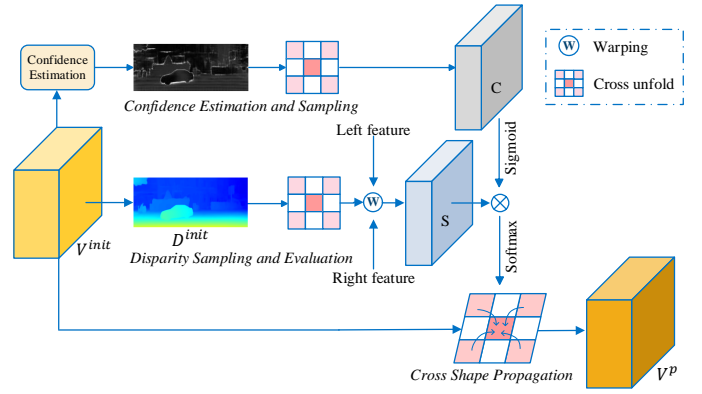 Confidence
Estimation
Confidence Estimation and Sampling
C
W Warping
Cross unfold
Left feature
Sigmoid
V^{init}
D^{init}
W
S
Disparity Sampling and Evaluation
Right feature
Softmax
Cross Shape Propagation
V^{p}